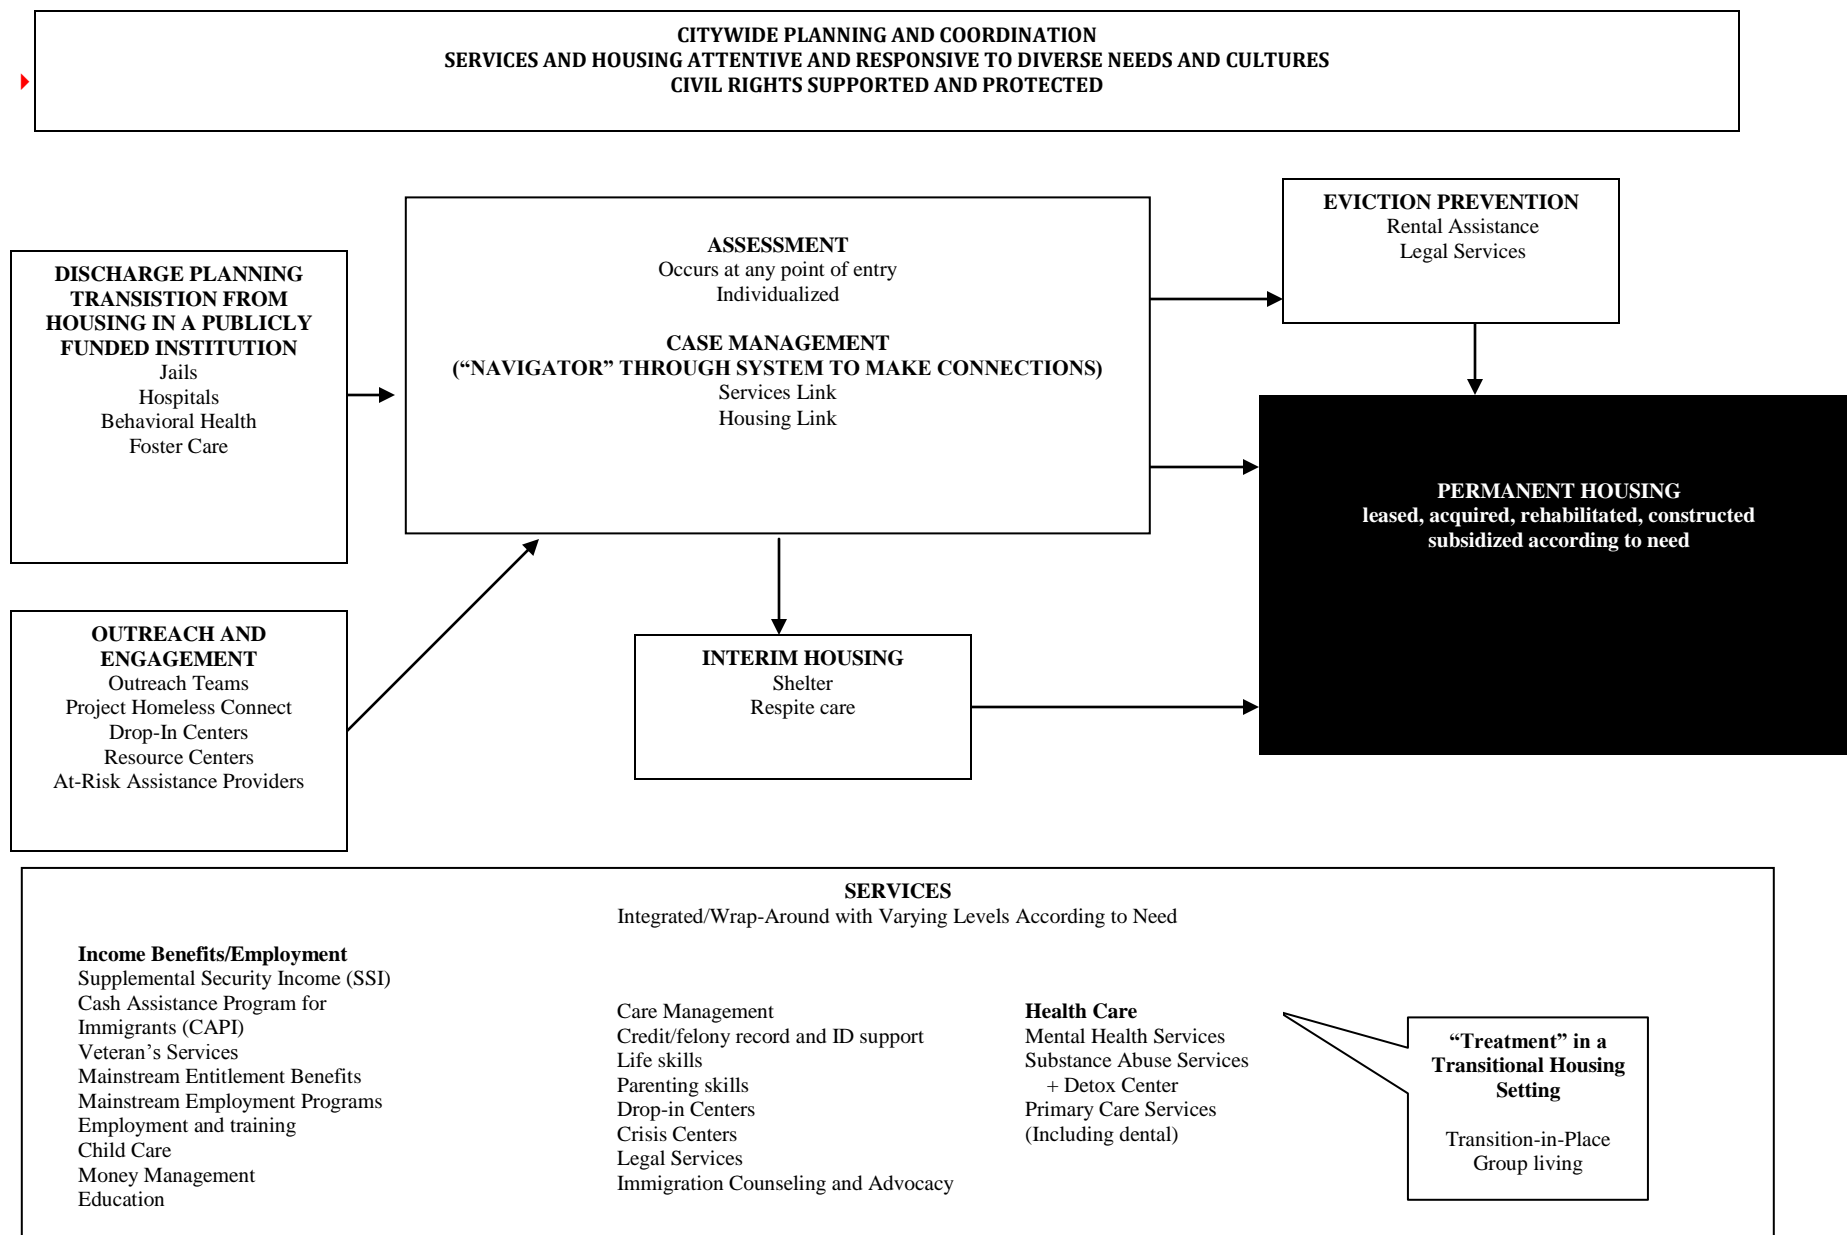 CITYWIDE PLANNING AND COORDINATION
SERVICES AND HOUSING ATTENTIVE AND RESPONSIVE TO DIVERSE NEEDS AND CULTURES
CIVIL RIGHTS SUPPORTED AND PROTECTED
DISCHARGE PLANNING
TRANSISTION FROM
HOUSING IN A PUBLICLY
FUNDED INSTITUTION
Jails
Hospitals
Behavioral Health
Foster Care
ASSESSMENT
Occurs at any point of entry
Individualized
CASE MANAGEMENT
(“NAVIGATOR” THROUGH SYSTEM TO MAKE CONNECTIONS)
Services Link
Housing Link
EVICTION PREVENTION
Rental Assistance
Legal Services
PERMANENT HOUSING
leased, acquired, rehabilitated, constructed
subsidized according to need
OUTREACH AND
ENGAGEMENT
Outreach Teams
Project Homeless Connect
Drop-In Centers
Resource Centers
At-Risk Assistance Providers
INTERIM HOUSING
Shelter
Respite care
SERVICES
Integrated/Wrap-Around with Varying Levels According to Need
Income Benefits/Employment
Supplemental Security Income (SSI)
Cash Assistance Program for
Immigrants (CAPI)
Veteran’s Services
Mainstream Entitlement Benefits
Mainstream Employment Programs
Employment and training
Child Care
Money Management
Education
Care Management
Credit/felony record and ID support
Life skills
Parenting skills
Drop-in Centers
Crisis Centers
Legal Services
Immigration Counseling and Advocacy
Health Care
Mental Health Services
Substance Abuse Services
+ Detox Center
Primary Care Services
(Including dental)
“Treatment” in a
Transitional Housing
Setting
Transition-in-Place
Group living